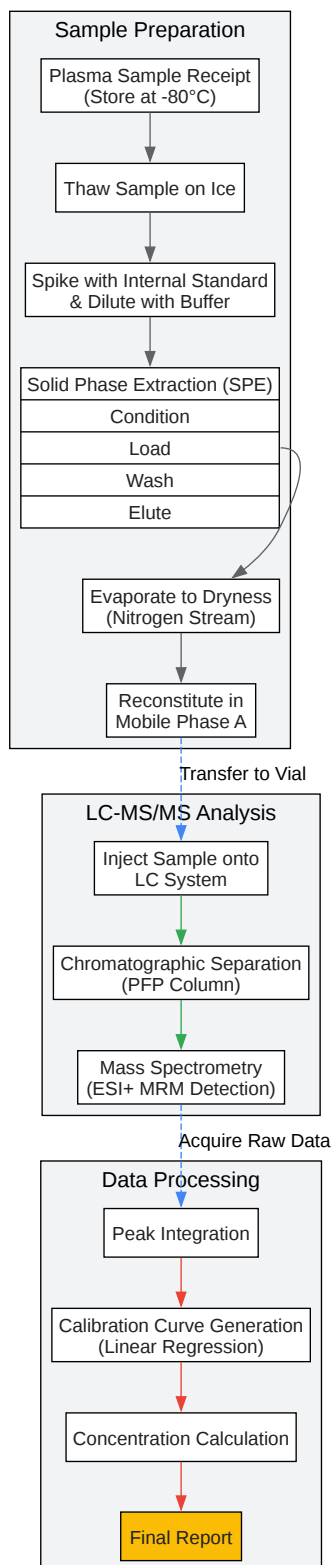 Sample Preparation
Plasma Sample Receipt
(Store at -80°C)
Thaw Sample on Ice
Spike with Internal Standard
& Dilute with Buffer
Solid Phase Extraction (SPE)
Condition
Load
Wash
Elute
Evaporate to Dryness
(Nitrogen Stream)
Reconstitute in
Mobile Phase A
Transfer to Vial
LC-MS/MS Analysis
Inject Sample onto
LC System
Chromatographic Separation
(PFP Column)
Mass Spectrometry
(ESI+ MRM Detection)
Acquire Raw Data
Data Processing
Peak Integration
Calibration Curve Generation
(Linear Regression)
Concentration Calculation
Final Report